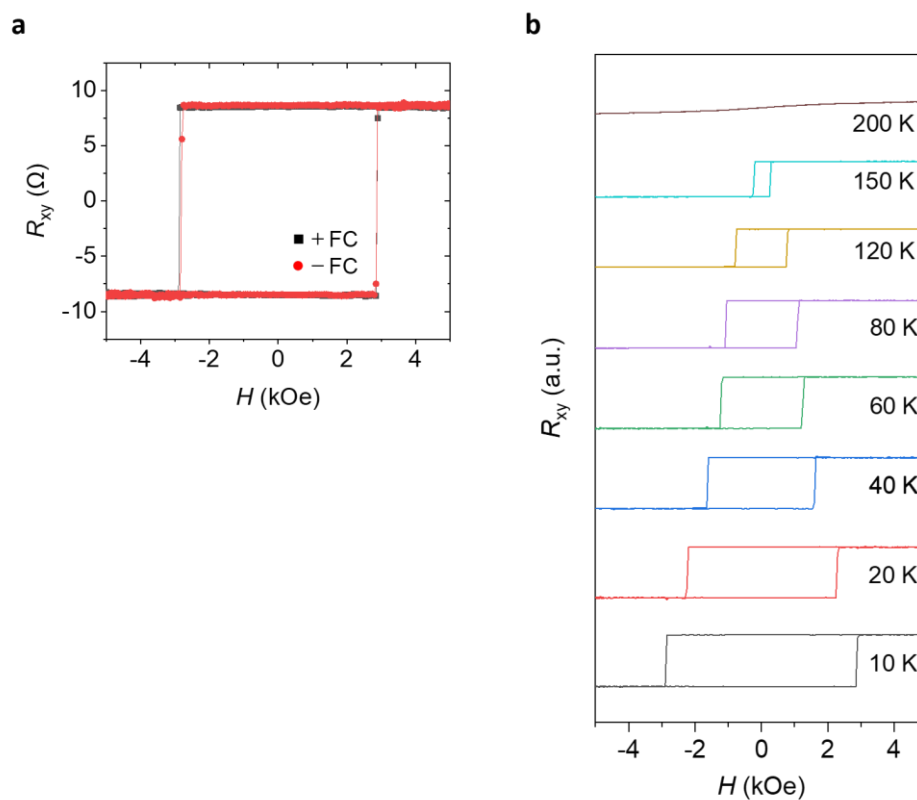 a
10
5
0
-5
-10
-4
-2
0
2
4
Rxy (Ω)
H (kOe)
+ FC
− FC
b
200 K
150 K
120 K
80 K
60 K
40 K
20 K
10 K
Rxy (a.u.)
-4
-2
0
2
4
H (kOe)